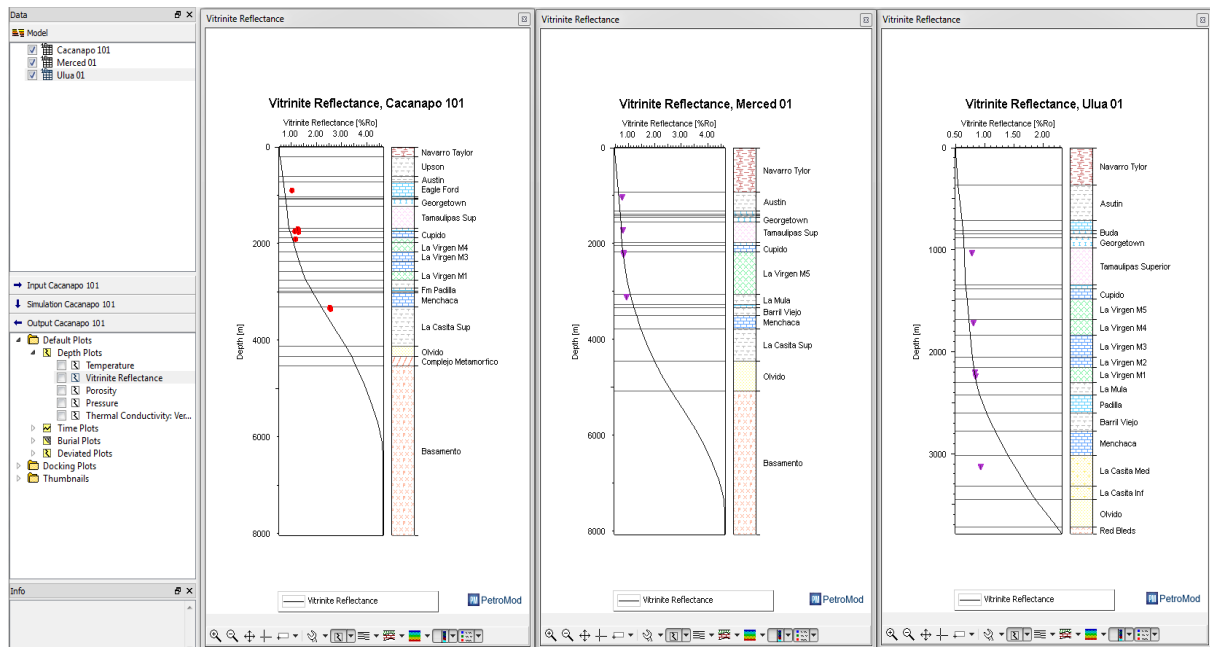 Data
Model
Cacanapo 101
Merced 01
Ulua 01
Input Cacanapo 101
Simulation Cacanapo 101
Output Cacanapo 101
Default Plots
Depth Plots
Temperature
Vitrinite Reflectance
Porosity
Pressure
Thermal Conductivity: Ver...
Time Plots
Burial Plots
Deviated Plots
Docking Plots
Thumbnails
Info
Vitrinite Reflectance
Vitrinite Reflectance, Cacanapo 101
Vitrinite Reflectance [%Ro]
1.00 2.00 3.00 4.00
0
2000
4000
6000
8000
Depth [m]
Navarro Taylor
Upson
Austin
Eagle Ford
Georgetown
Tamaulipas Sup
Cupido
La Virgen M4
La Virgen M3
La Virgen M1
Fm Padilla
Menchaca
La Casita Sup
Olvido
Complejo Metamorfico
Basamento
Vitrinite Reflectance
PetroMod
Vitrinite Reflectance
Vitrinite Reflectance, Merced 01
Vitrinite Reflectance [%Ro]
1.00 2.00 3.00 4.00
0
2000
4000
6000
8000
Depth [m]
Navarro Tylor
Austin
Georgetown
Tamaulipas Sup
Cupido
La Virgen M5
La Mula
Barril Viejo
Menchaca
La Casita Sup
Olvido
Basamento
Vitrinite Reflectance
PetroMod
Vitrinite Reflectance
Vitrinite Reflectance, Ulua 01
Vitrinite Reflectance [%Ro]
0.50 1.00 1.50 2.00
0
1000
2000
3000
Depth [m]
Navarro Tylor
Asutin
Buda
Georgetown
Tamaulipas Superior
Cupido
La Virgen M5
La Virgen M4
La Virgen M3
La Virgen M2
La Virgen M1
La Mula
Padilla
Barril Viejo
Menchaca
La Casita Med
La Casita Inf
Olvido
Red Bleds
Vitrinite Reflectance
PetroMod